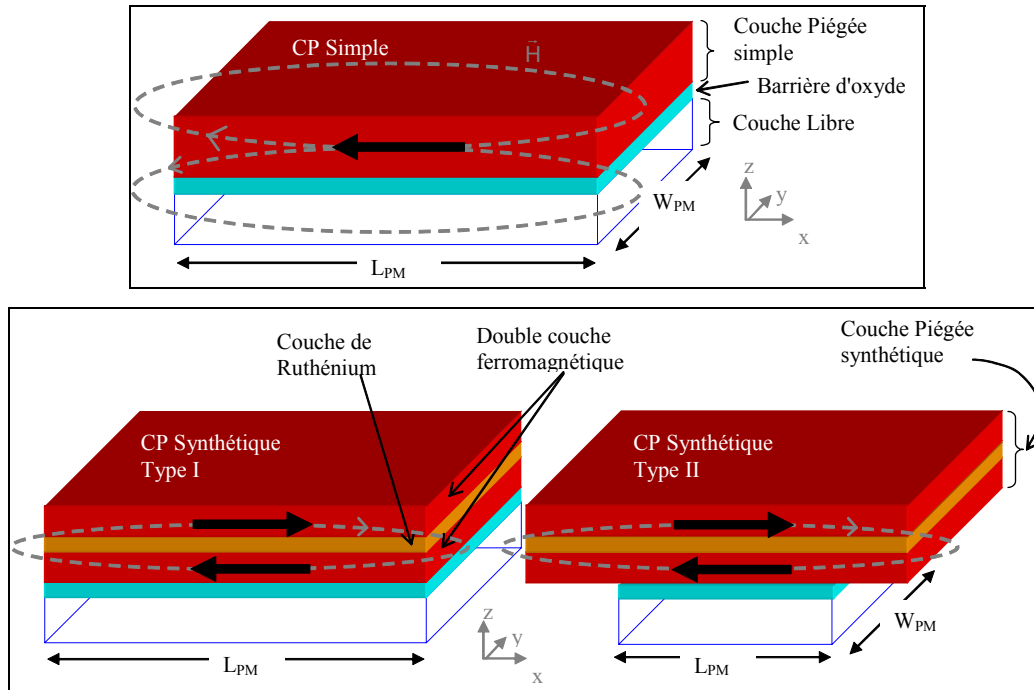 CP Simple
H
Couche Piégée
simple
Barrière d'oxyde
Couche Libre
W_PM
z
y
x
L_PM
Couche de
Ruthénium
Double couche
ferromagnétique
Couche Piégée
synthétique
CP Synthétique
Type I
CP Synthétique
Type II
z
y
x
W_PM
L_PM
L_PM